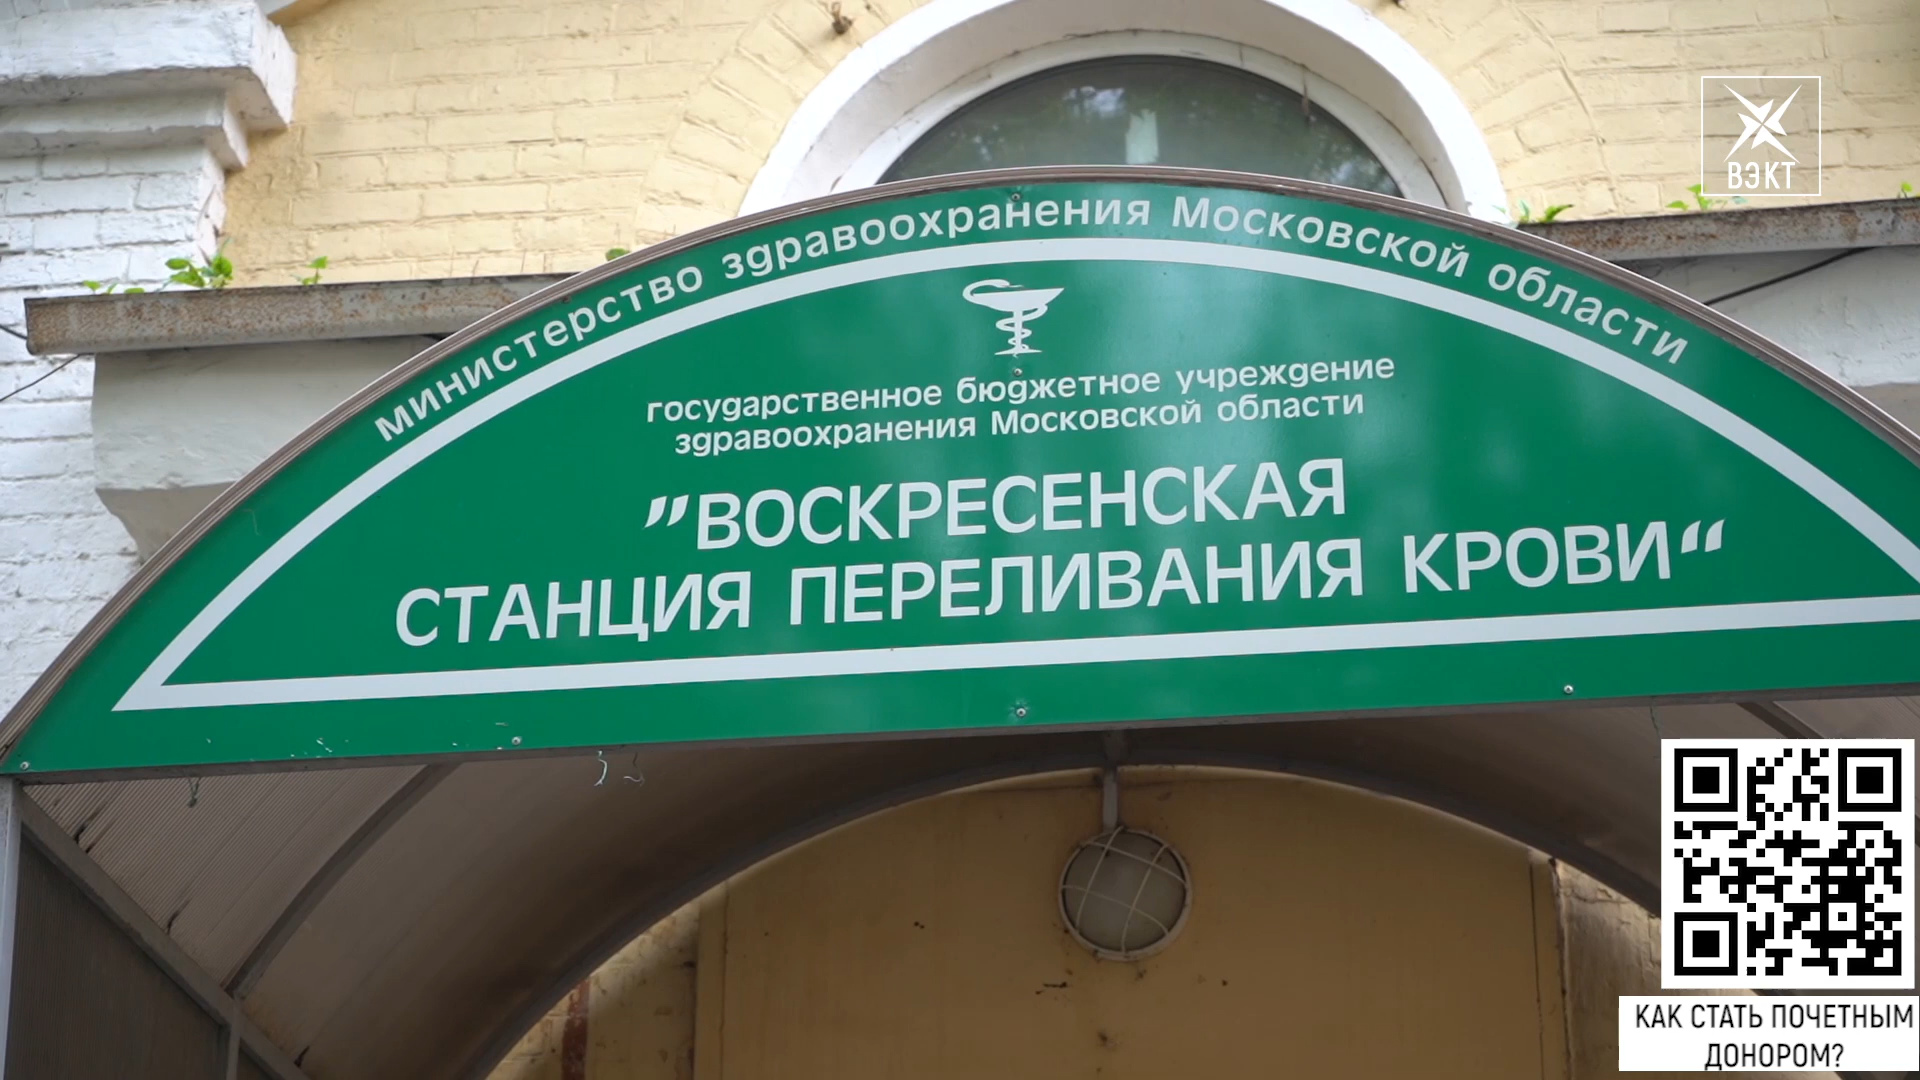 министерство здравоохранения Московской области
государственное бюджетное учреждение
здравоохранения Московской области
"ВОСКРЕСЕНСКАЯ
СТАНЦИЯ ПЕРЕЛИВАНИЯ КРОВИ“
ВЭКТ
КАК СТАТЬ ПОЧЕТНЫМ
ДОНОРОМ?